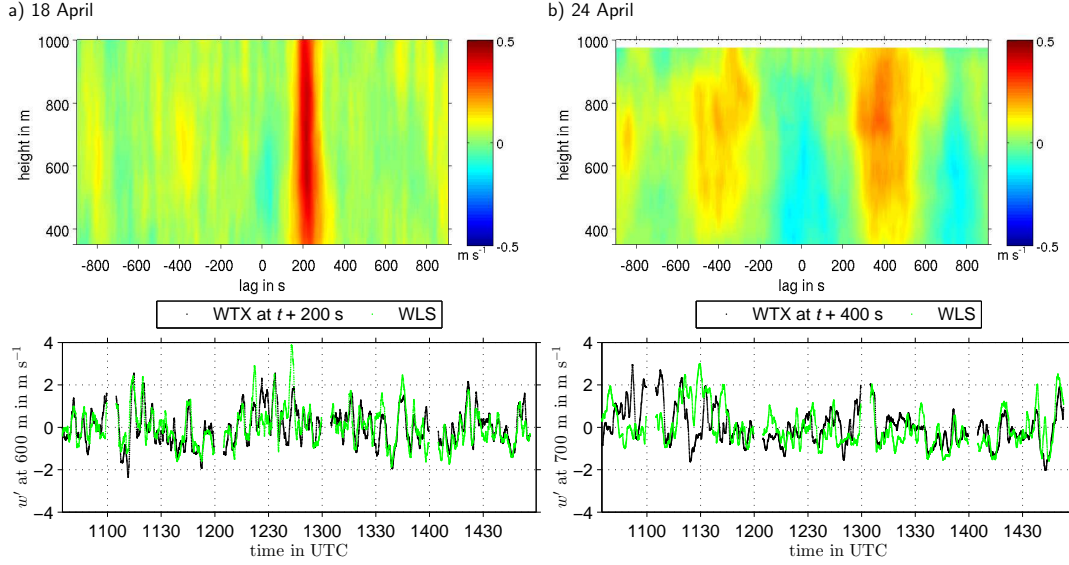 a) 18 April
b) 24 April
1000
800
600
400
height in m
-800 -600 -400 -200 0 200 400 600 800
lag in s
0.5
0
-0.5
m s⁻¹
1000
800
600
400
height in m
-800 -600 -400 -200 0 200 400 600 800
lag in s
0.5
0
-0.5
m s⁻¹
WTX at t + 200 s WLS
WTX at t + 400 s WLS
4
2
0
−2
−4
w′ at 600 m in m s⁻¹
1100 1130 1200 1230 1300 1330 1400 1430
time in UTC
4
2
0
−2
−4
w′ at 700 m in m s⁻¹
1100 1130 1200 1230 1300 1330 1400 1430
time in UTC